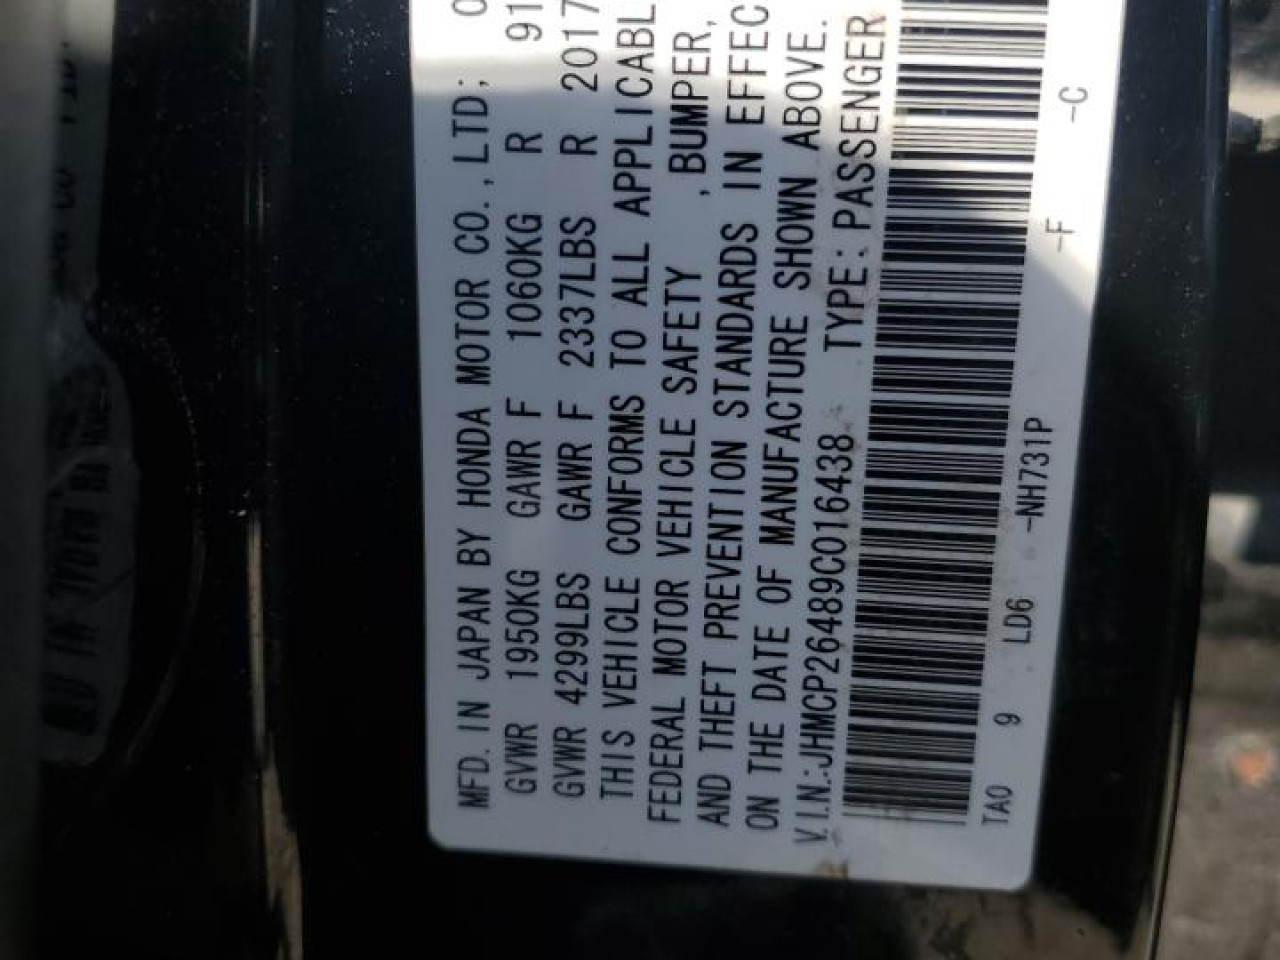 MFD. IN JAPAN BY HONDA MOTOR CO., LTD; 0
GVWR 1950KG GAWR F 1060KG R 91
GVWR 4299LBS GAWR F 2337LBS R 2017
THIS VEHICLE CONFORMS TO ALL APPLICABL
FEDERAL MOTOR VEHICLE SAFETY , BUMPER,
AND THEFT PREVENTION STANDARDS IN EFFEC
ON THE DATE OF MANUFACTURE SHOWN ABOVE.
V.I.N.:JHMCP26489C016438 TYPE: PASSENGER
TA0 9 LD6 -NH731P -F -C